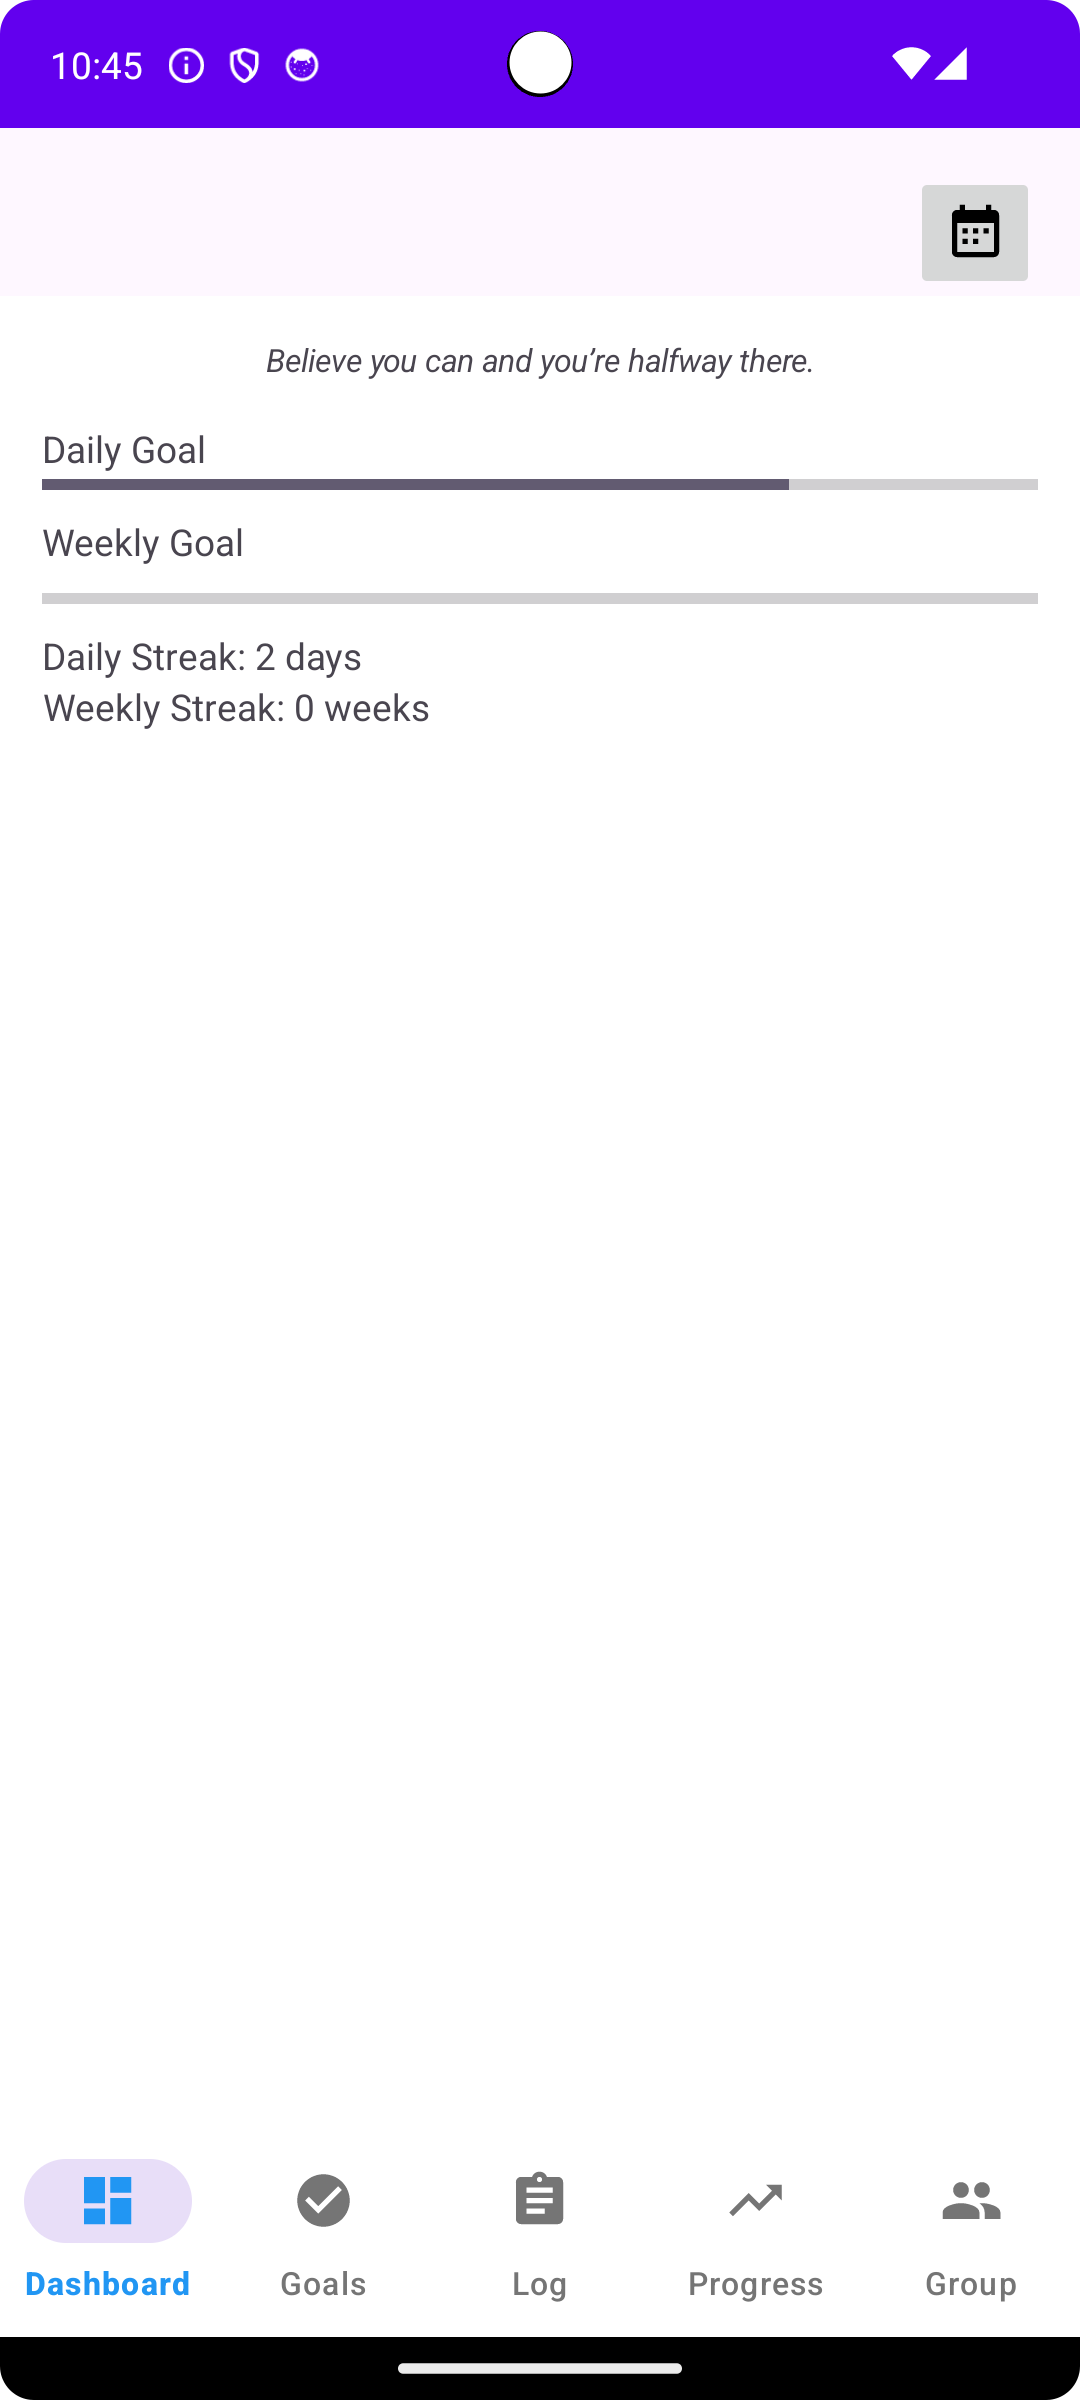 10:45
Believe you can and you’re halfway there.
Daily Goal
Weekly Goal
Daily Streak: 2 days
Weekly Streak: 0 weeks
Dashboard
Goals
Log
Progress
Group